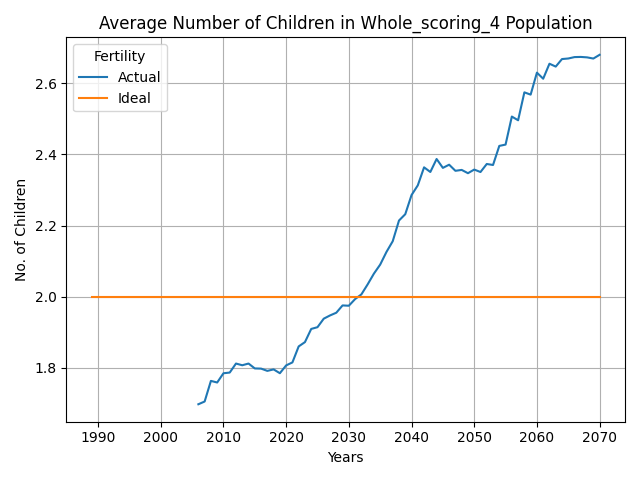 Average Number of Children in Whole_scoring_4 Population
Fertility
Actual
Ideal
No. of Children
2.6
2.4
2.2
2.0
1.8
1990 2000 2010 2020 2030 2040 2050 2060 2070
Years